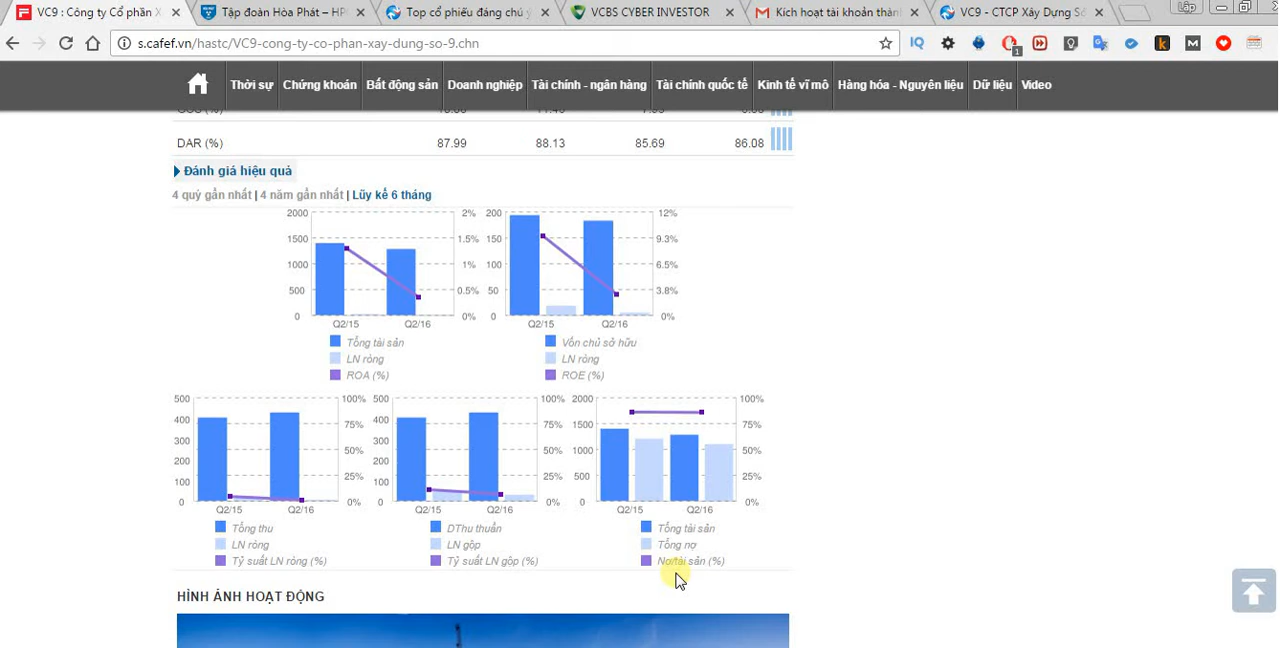 VC9 : Công ty Cổ phần X
Tập đoàn Hòa Phát – HP
Top cổ phiếu đáng chú ý
VCBS CYBER INVESTOR
Kích hoạt tài khoản thàn
VC9 - CTCP Xây Dựng Số
Lập
s.cafef.vn/hastc/VC9-cong-ty-co-phan-xay-dung-so-9.chn
Thời sự Chứng khoán Bất động sản Doanh nghiệp Tài chính - ngân hàng Tài chính quốc tế Kinh tế vĩ mô Hàng hóa - Nguyên liệu Dữ liệu Video
DAR (%) 87.99 88.13 85.69 86.08
Đánh giá hiệu quả
4 quý gần nhất | 4 năm gần nhất | Lũy kế 6 tháng
2000 2% 200 12%
1500 1.5% 150 9.3%
1000 1% 100 6.5%
500 0.5% 50 3.8%
0 0% 0 0%
Q2/15 Q2/16 Q2/15 Q2/16
Tổng tài sản Vốn chủ sở hữu
LN ròng LN ròng
ROA (%) ROE (%)
500 100% 500 100% 2000 100%
400 75% 400 75% 1500 75%
300 50% 300 50% 1000 50%
200 25% 200 25% 500 25%
100 100
0 0% 0 0% 0 0%
Q2/15 Q2/16 Q2/15 Q2/16 Q2/15 Q2/16
Tổng thu DThu thuần Tổng tài sản
LN ròng LN gộp Tổng nợ
Tỷ suất LN ròng (%) Tỷ suất LN gộp (%) Nợ/tài sản (%)
HÌNH ẢNH HOẠT ĐỘNG